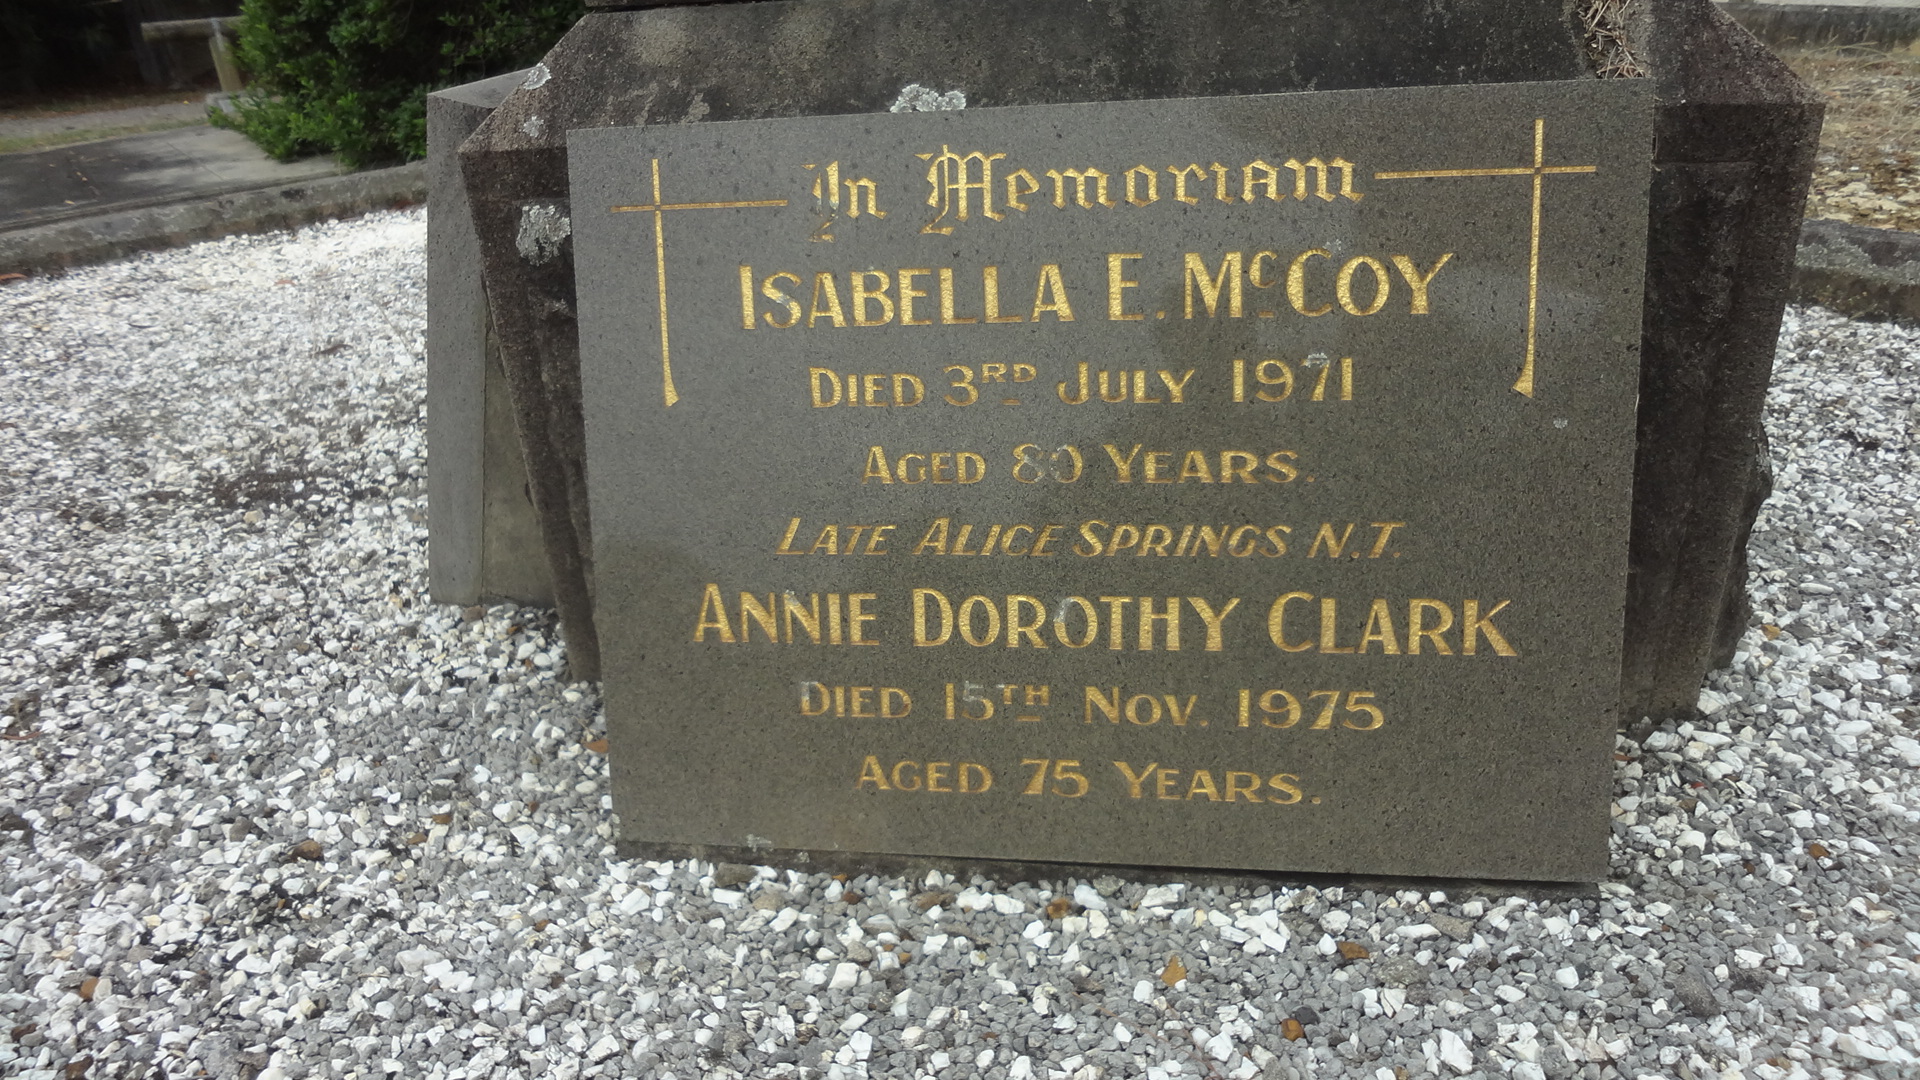 In Memoriam
ISABELLA E. McCOY
DIED 3RD JULY 1971
AGED 80 YEARS.
LATE ALICE SPRINGS N.T.
ANNIE DOROTHY CLARK
DIED 15TH NOV. 1975
AGED 75 YEARS.